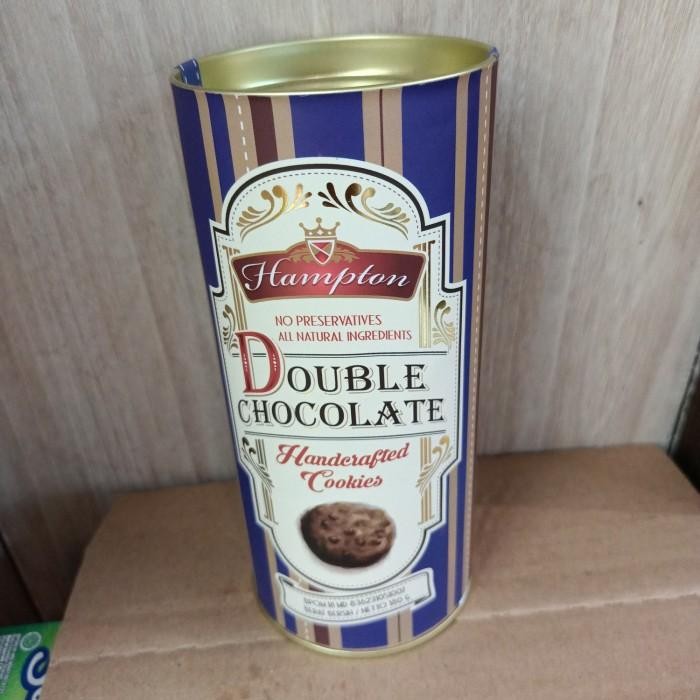 Hampton
NO PRESERVATIVES
ALL NATURAL INGREDIENTS
DOUBLE
CHOCOLATE
Handcrafted
Cookies